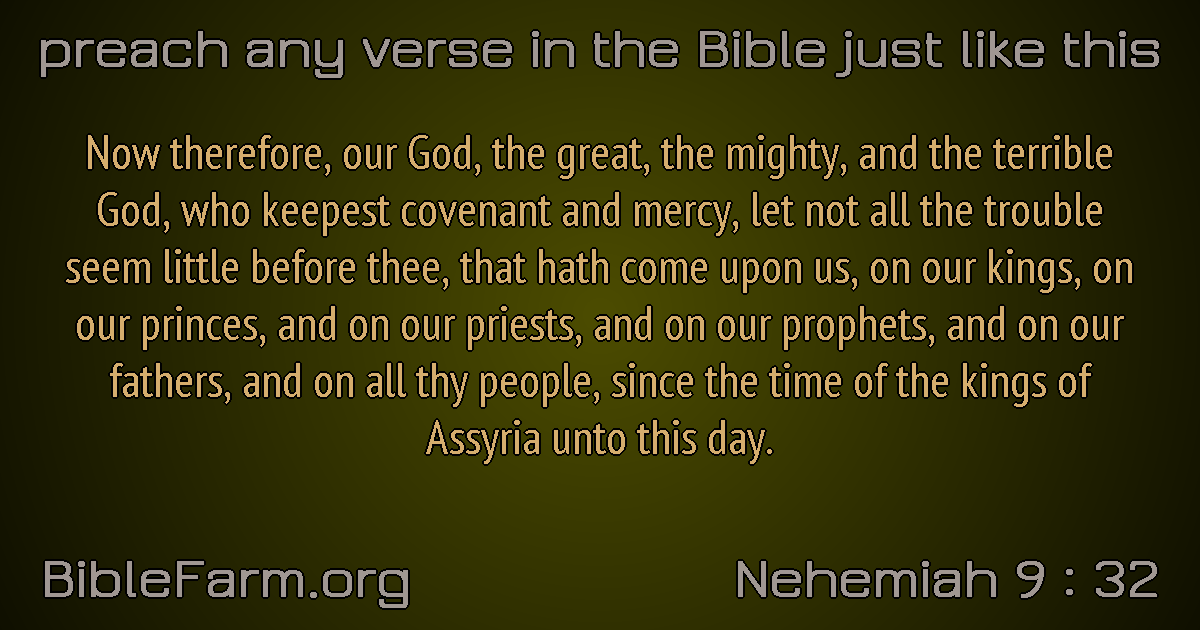 preach any verse in the Bible just like this
Now therefore, our God, the great, the mighty, and the terrible
God, who keepest covenant and mercy, let not all the trouble
seem little before thee, that hath come upon us, on our kings, on
our princes, and on our priests, and on our prophets, and on our
fathers, and on all thy people, since the time of the kings of
Assyria unto this day.
BibleFarm.org
Nehemiah 9 : 32